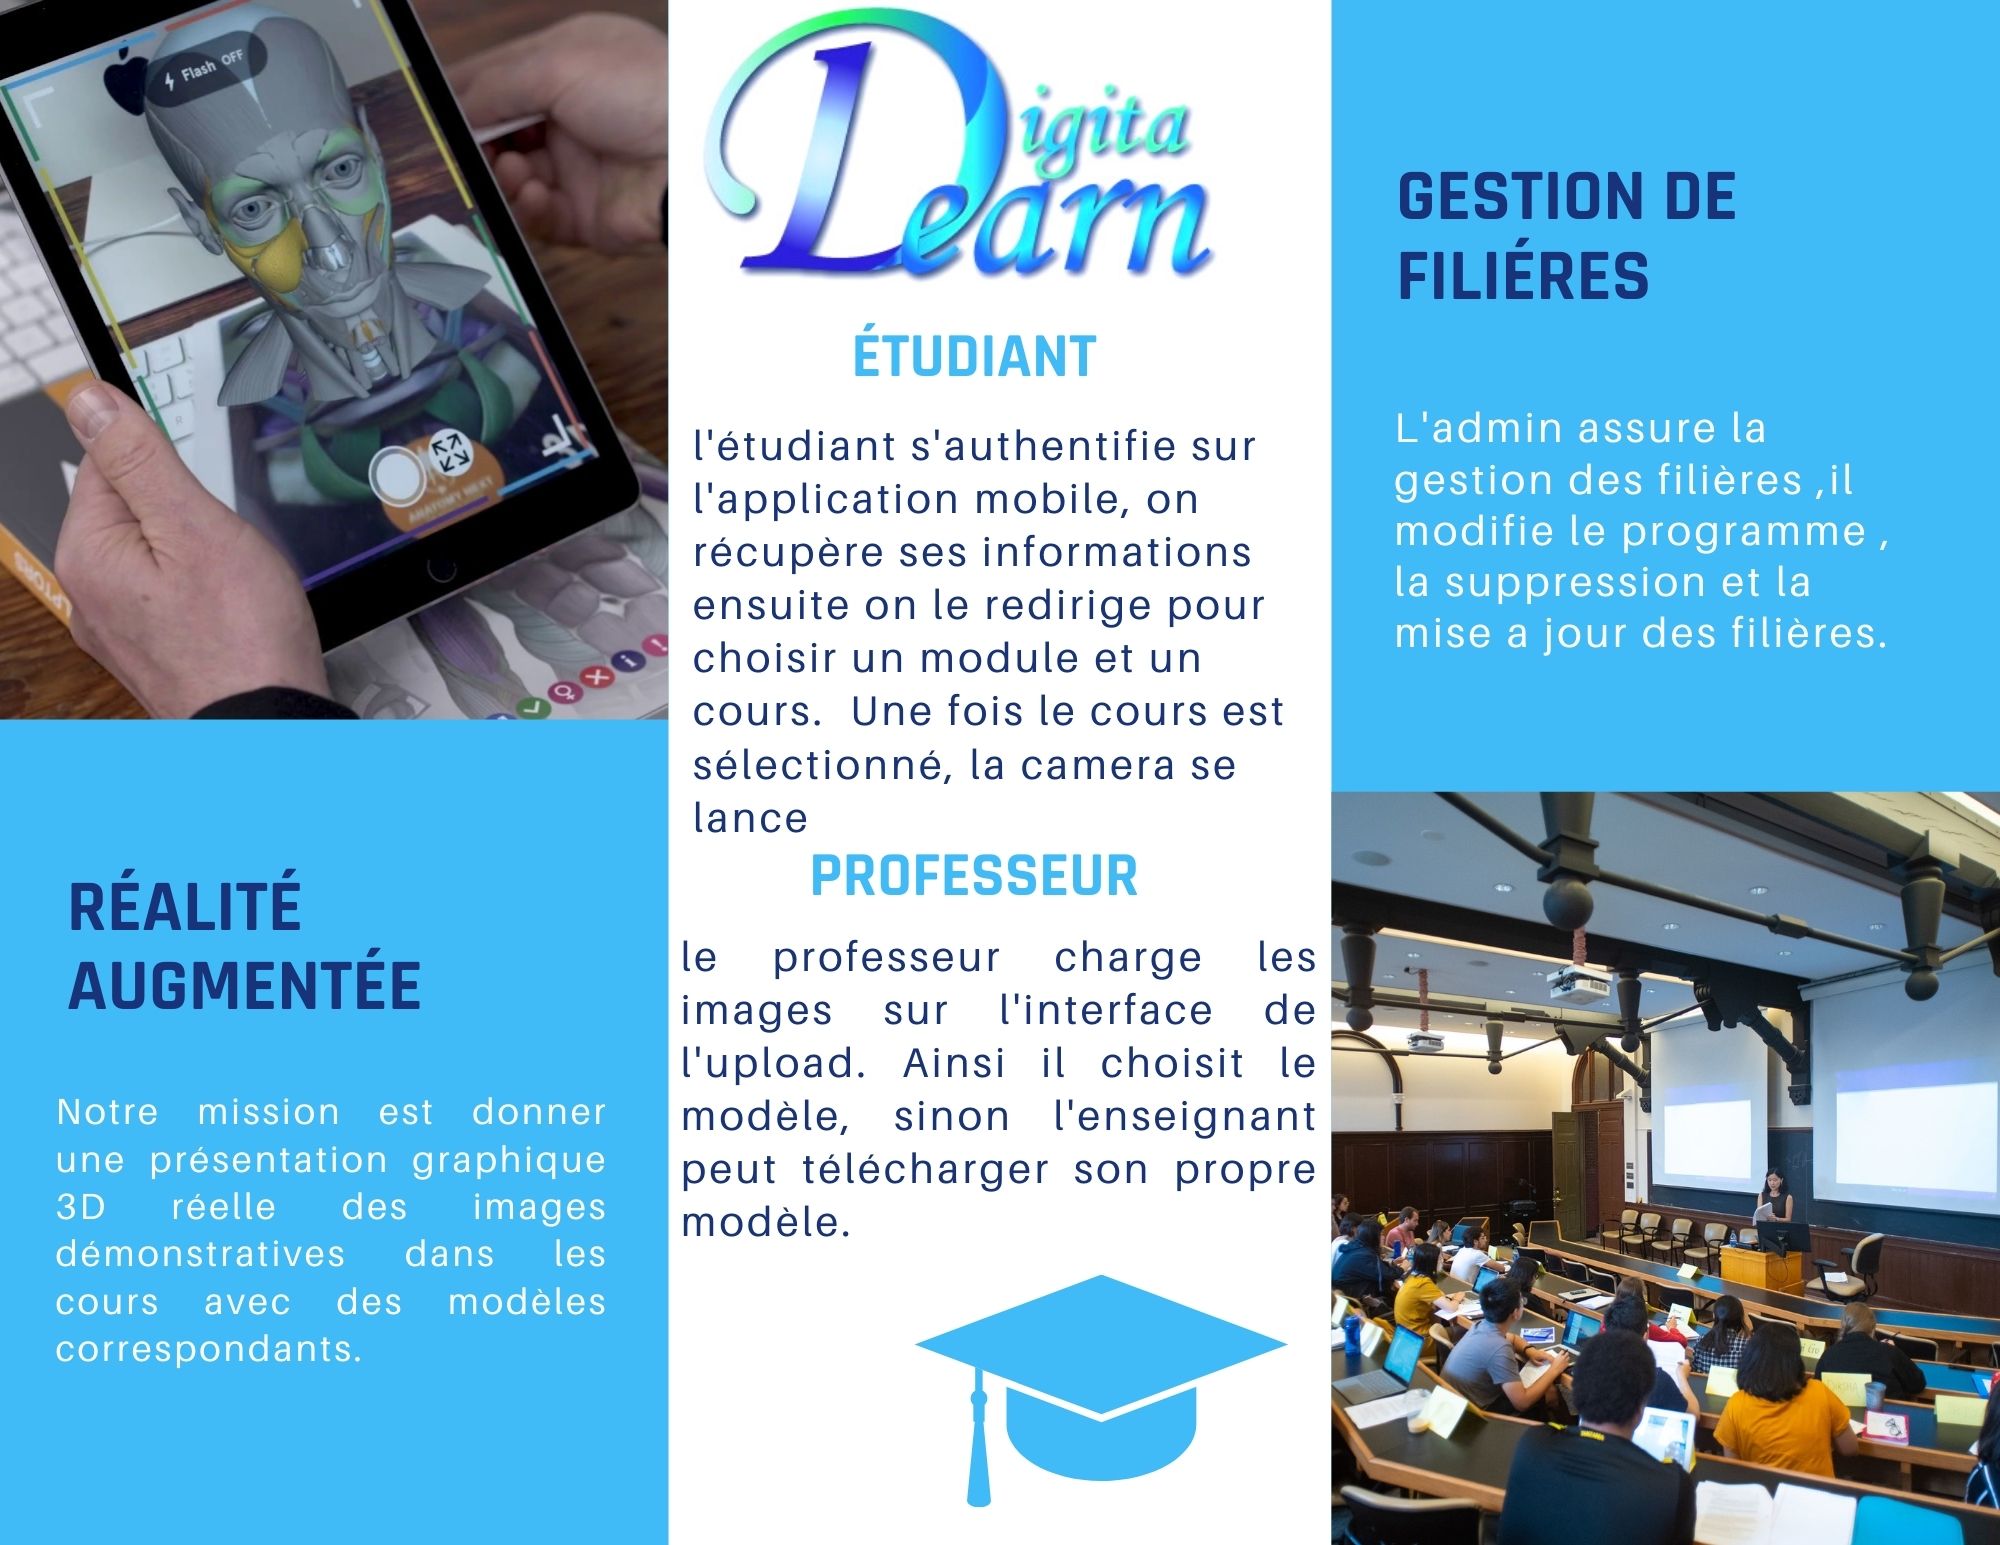 Flash OFF
ANATOMY NEXT
RÉALITÉ
AUGMENTÉE
Notre mission est donner
une présentation graphique
3D réelle des images
démonstratives dans les
cours avec des modèles
correspondants.
Digita
Learn
ÉTUDIANT
l'étudiant s'authentifie sur
l'application mobile, on
récupère ses informations
ensuite on le redirige pour
choisir un module et un
cours. Une fois le cours est
sélectionné, la camera se
lance
PROFESSEUR
le professeur charge les
images sur l'interface de
l'upload. Ainsi il choisit le
modèle, sinon l'enseignant
peut télécharger son propre
modèle.
GESTION DE
FILIÉRES
L'admin assure la
gestion des filières ,il
modifie le programme ,
la suppression et la
mise a jour des filières.